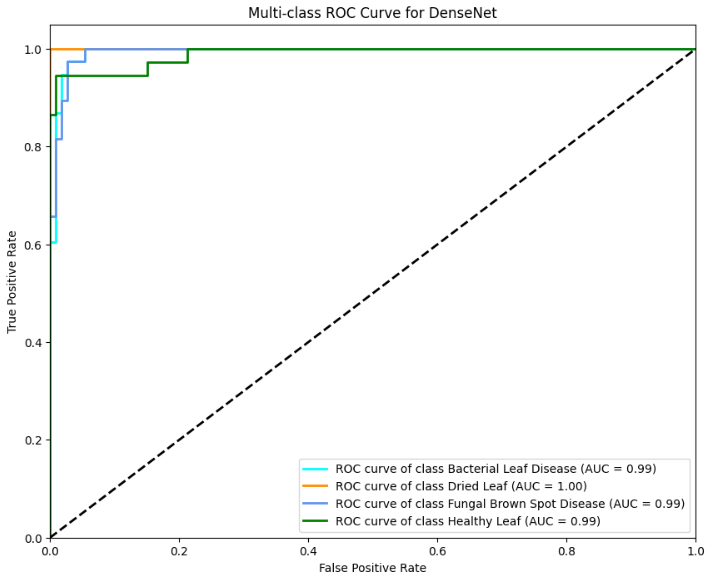 Multi-class ROC Curve for DenseNet
1.0
0.8
0.6
0.4
0.2
0.0
True Positive Rate
ROC curve of class Bacterial Leaf Disease (AUC = 0.99)
ROC curve of class Dried Leaf (AUC = 1.00)
ROC curve of class Fungal Brown Spot Disease (AUC = 0.99)
ROC curve of class Healthy Leaf (AUC = 0.99)
0.0 0.2 0.4 0.6 0.8 1.0
False Positive Rate